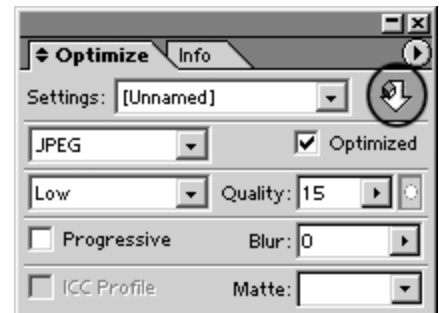 Optimize Info
Settings: [Unnamed]
JPEG Optimized
Low Quality: 15
Progressive Blur: 0
ICC Profile Matte: